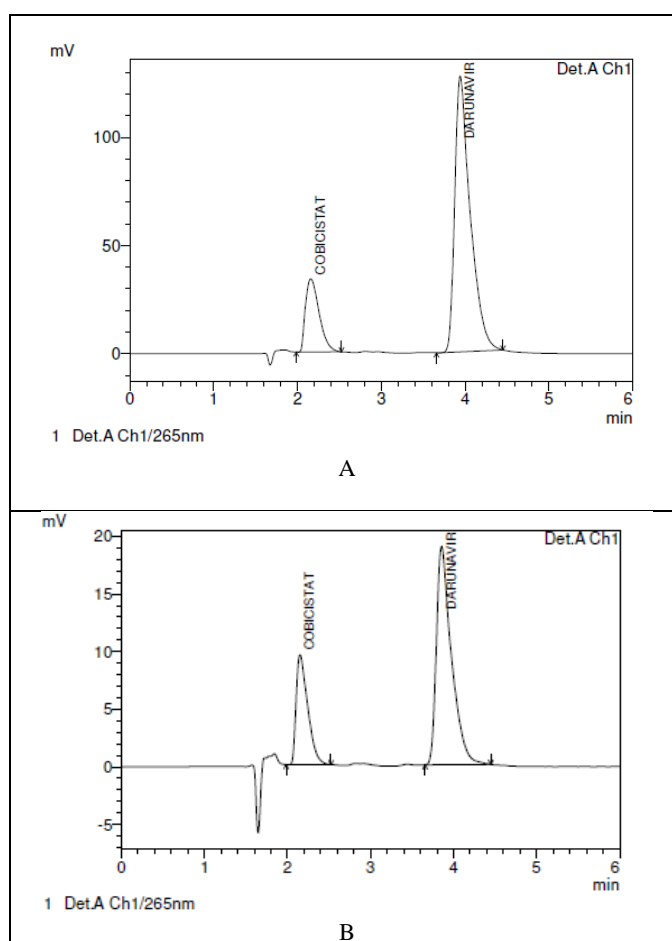 mV
Det.A Ch1
DARUNAVIR
COBICISTAT
100
50
0
0 1 2 3 4 5 6
min
1 Det.A Ch1/265nm
A
mV
20
Det.A Ch1
DARUNAVIR
COBICISTAT
15
10
5
0
-5
0 1 2 3 4 5 6
min
1 Det.A Ch1/265nm
B